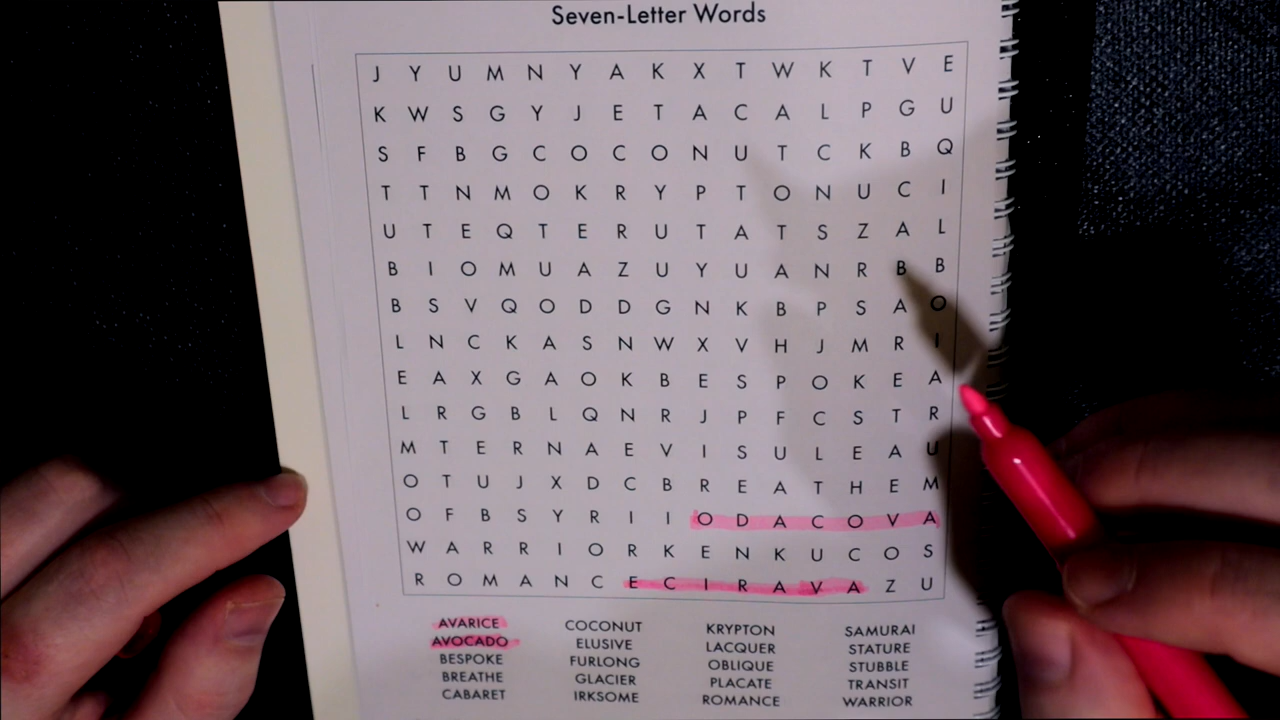 Seven-Letter Words
J Y U M N Y A K X T W K T V E
K W S G Y J E T A C A L P G U
S F B G C O C O N U T C K B Q
T T N M O K R Y P T O N U C I
U T E Q T E R U T A T S Z A L
B I O M U A Z U Y U A N R B B
B S V Q O D D G N K B P S A O
L N C K A S N W X V H J M R I
E A X G A O K B E S P O K E A
L R G B L Q N R J P F C S T R
M T E R N A E V I S U L E A U
O T U J X D C B R E A T H E M
O F B S Y R I I O D A C O V A
W A R R I O R K E N K U C O S
R O M A N C E C I R A V A Z U
AVARICE COCONUT KRYPTON SAMURAI
AVOCADO ELUSIVE LACQUER STATURE
BESPOKE FURLONG OBLIQUE STUBBLE
BREATHE GLACIER PLACATE TRANSIT
CABARET IRKSOME ROMANCE WARRIOR